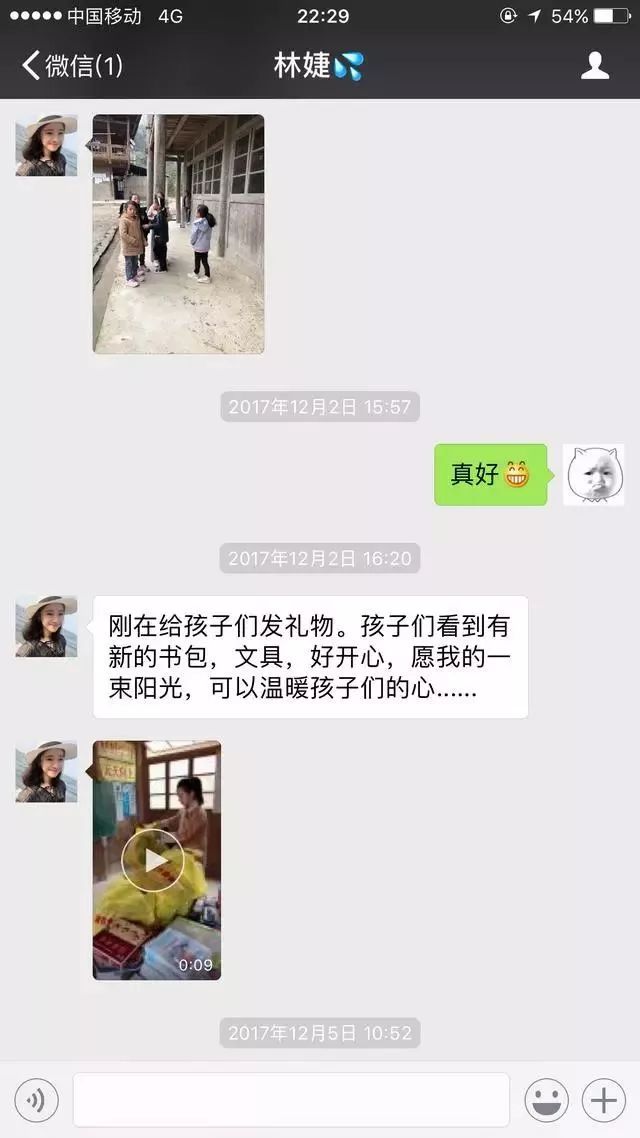 中国移动 4G 22:29 54%
微信(1) 林婕💦
2017年12月2日 15:57
真好😁
2017年12月2日 16:20
刚在给孩子们发礼物。孩子们看到有
新的书包，文具，好开心，愿我的一
束阳光，可以温暖孩子们的心......
0:09
2017年12月5日 10:52